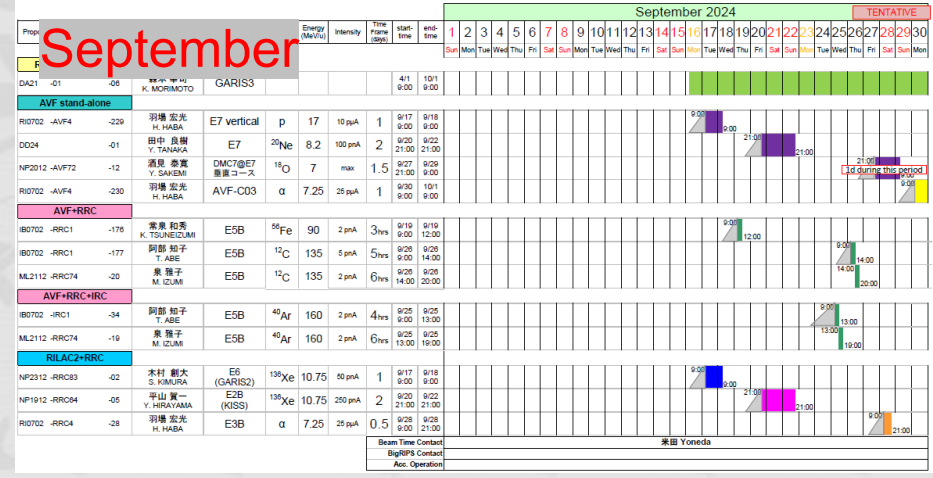 September 2024 TENTATIVE
September
Energy (MeV/u) Intensity Time Frame (days) start-time end-time 1 2 3 4 5 6 7 8 9 10 11 12 13 14 15 16 17 18 19 20 21 22 23 24 25 26 27 28 29 30
Sun Mon Tue Wed Thu Fri Sat Sun Mon Tue Wed Thu Fri Sat Sun Mon Tue Wed Thu Fri Sat Sun Mon Tue Wed Thu Fri Sat Sun Mon
DA21 -01 -06 K. MORIMOTO GARIS3 4/1 9:00 10/1 9:00
AVF stand-alone
RI0702 -AVF4 -229 羽場 宏光 H. HABA E7 vertical p 17 10 pμA 1 9/17 9:00 9/18 9:00 9:00 9:00
DD24 -01 田中 良樹 Y. TANAKA E7 20Ne 8.2 100 pnA 2 9/20 21:00 9/22 21:00 21:00 21:00
NP2012 -AVF72 -12 酒見 泰寛 Y. SAKEMI DMC7@E7 垂直コース 18O 7 max 1.5 9/27 21:00 9/29 9:00 21:00 1d during this period 9:00
RI0702 -AVF4 -230 羽場 宏光 H. HABA AVF-C03 α 7.25 25 pμA 1 9/30 9:00 10/1 9:00 9:00
AVF+RRC
IB0702 -RRC1 -176 常泉 和秀 K. TSUNEIZUMI E5B 56Fe 90 2 pnA 3hrs 9/19 9:00 9/19 12:00 9:00 12:00
IB0702 -RRC1 -177 阿部 知子 T. ABE E5B 12C 135 5 pnA 5hrs 9/26 9:00 9/26 14:00 9:00 14:00
ML2112 -RRC74 -20 泉 雅子 M. IZUMI E5B 12C 135 2 pnA 6hrs 9/26 14:00 9/26 20:00 14:00 20:00
AVF+RRC+IRC
IB0702 -IRC1 -34 阿部 知子 T. ABE E5B 40Ar 160 2 pnA 4hrs 9/25 9:00 9/25 13:00 9:00 13:00
ML2112 -RRC74 -19 泉 雅子 M. IZUMI E5B 40Ar 160 2 pnA 6hrs 9/25 13:00 9/25 19:00 13:00 19:00
RILAC2+RRC
NP2312 -RRC83 -02 木村 創大 S. KIMURA E6 (GARIS2) 136Xe 10.75 50 pnA 1 9/17 9:00 9/18 9:00 9:00 9:00
NP1912 -RRC64 -05 平山 賀一 Y. HIRAYAMA E2B (KISS) 136Xe 10.75 250 pnA 2 9/20 21:00 9/22 21:00 21:00 21:00
RI0702 -RRC4 -28 羽場 宏光 H. HABA E3B α 7.25 25 pμA 0.5 9/28 9:00 9/28 21:00 9:00 21:00
Beam Time Contact 米田 Yoneda
BigRIPS Contact
Acc. Operation